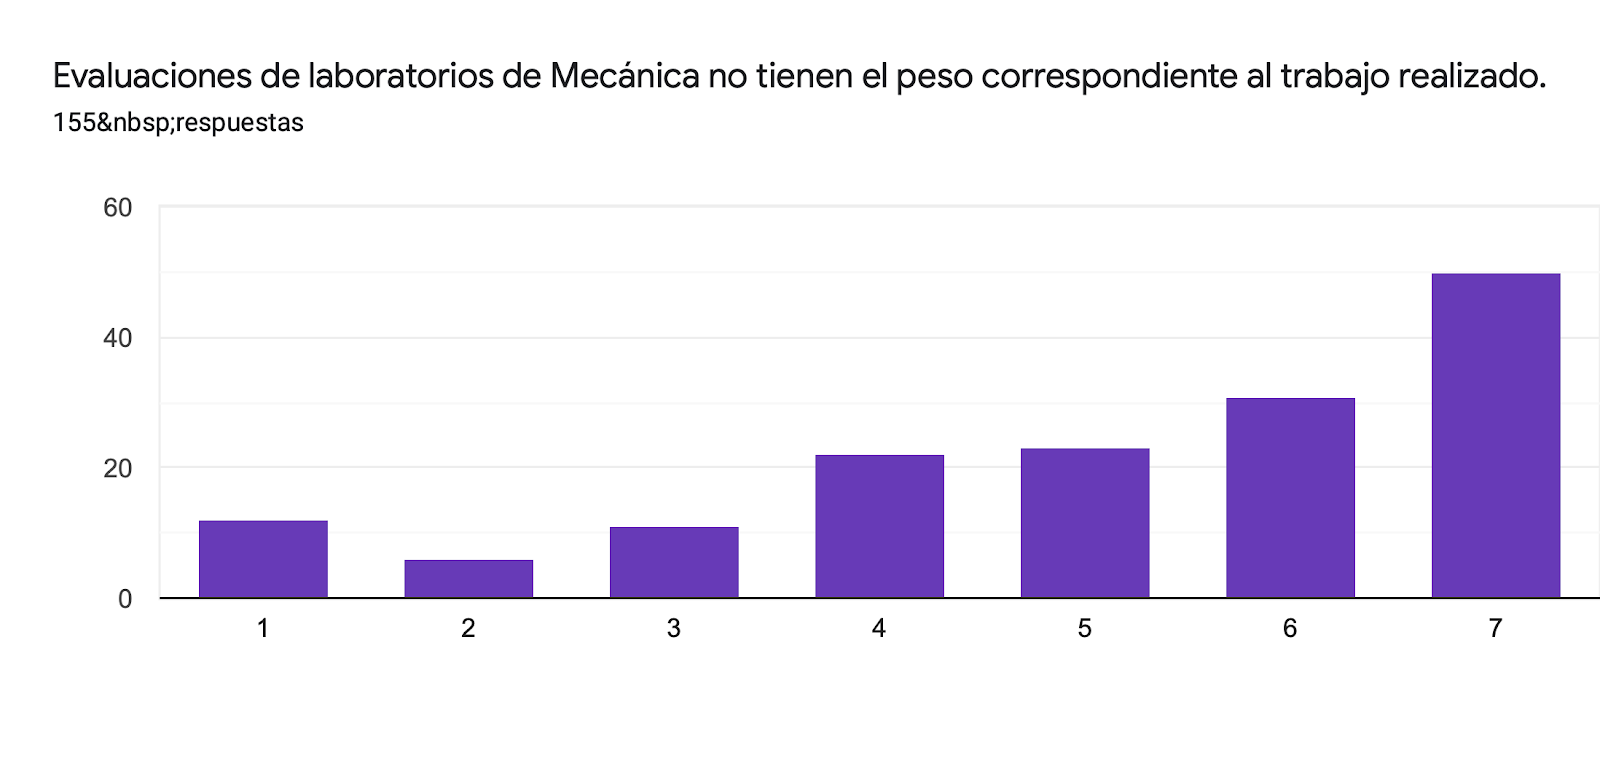 Evaluaciones de laboratorios de Mecánica no tienen el peso correspondiente al trabajo realizado.
155&nbsp;respuestas
60
40
20
0
1 2 3 4 5 6 7